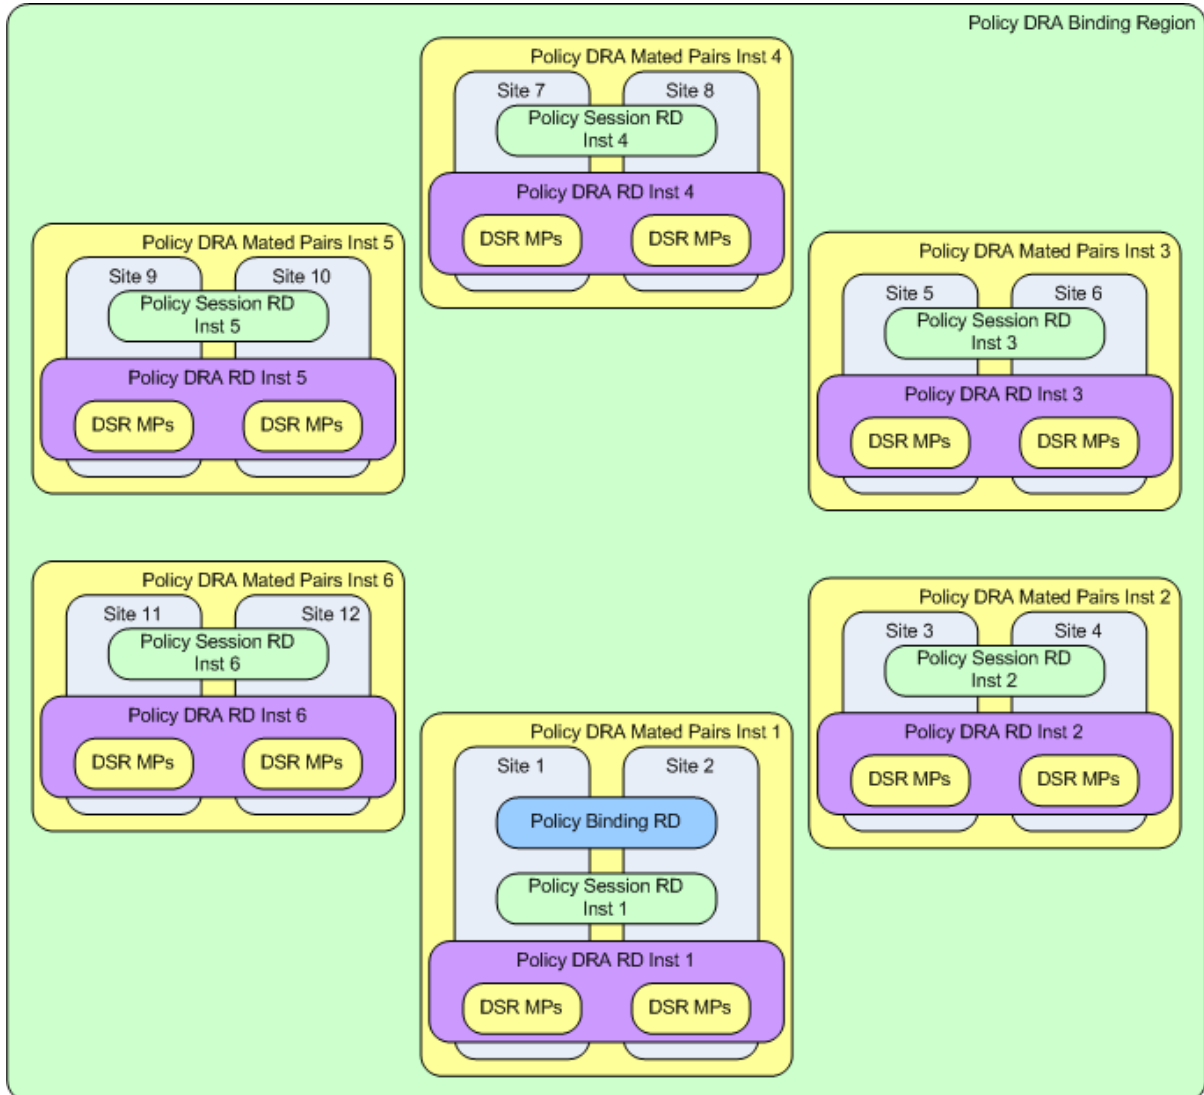 Policy DRA Binding Region
Policy DRA Mated Pairs Inst 4
Site 7
Site 8
Policy Session RD
Inst 4
Policy DRA RD Inst 4
DSR MPs
DSR MPs
Policy DRA Mated Pairs Inst 5
Site 9
Site 10
Policy Session RD
Inst 5
Policy DRA RD Inst 5
DSR MPs
DSR MPs
Policy DRA Mated Pairs Inst 3
Site 5
Site 6
Policy Session RD
Inst 3
Policy DRA RD Inst 3
DSR MPs
DSR MPs
Policy DRA Mated Pairs Inst 6
Site 11
Site 12
Policy Session RD
Inst 6
Policy DRA RD Inst 6
DSR MPs
DSR MPs
Policy DRA Mated Pairs Inst 2
Site 3
Site 4
Policy Session RD
Inst 2
Policy DRA RD Inst 2
DSR MPs
DSR MPs
Policy DRA Mated Pairs Inst 1
Site 1
Site 2
Policy Binding RD
Policy Session RD
Inst 1
Policy DRA RD Inst 1
DSR MPs
DSR MPs